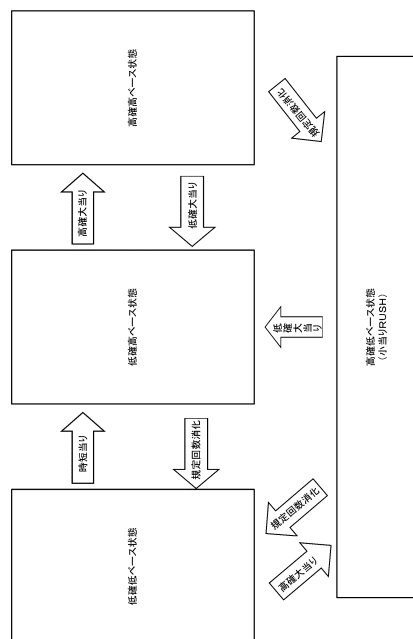 低確低ベース状態
低確高ベース状態
高確高ベース状態
時短当り
規定回数消化
高確大当り
低確大当り
高確大当り
規定回数消化
低確大
当り
規定回数消化
高確低ベース状態
(小当りRUSH)